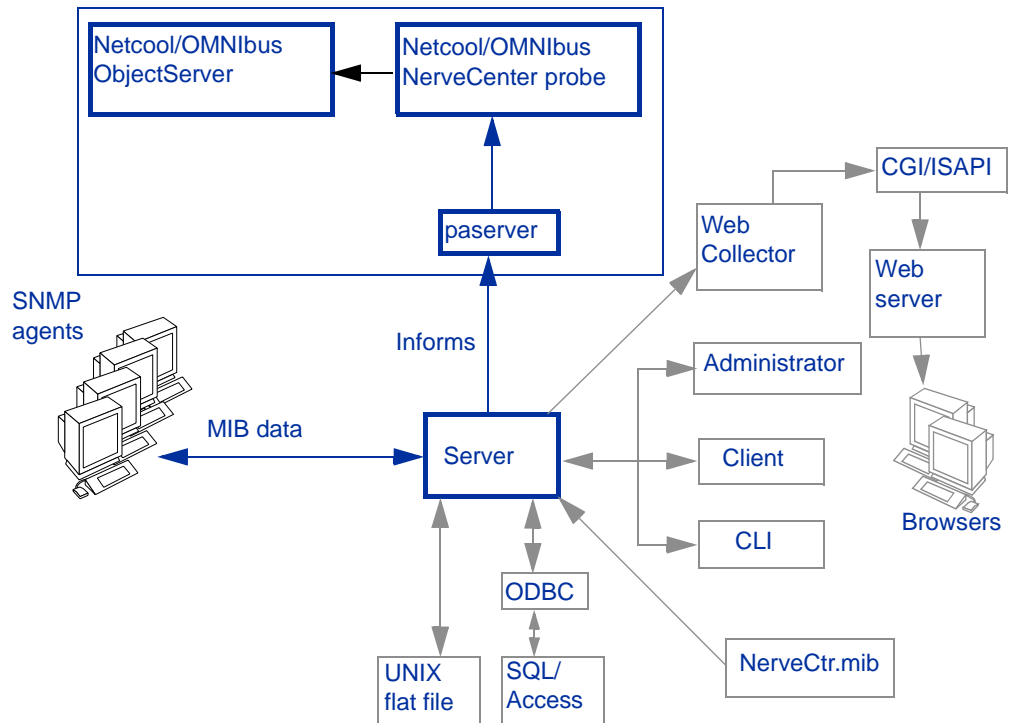 Netcool/OMNIbus
ObjectServer
Netcool/OMNIbus
NerveCenter probe
paserver
CGI/ISAPI
Web
Collector
Web
server
SNMP
agents
Informs
Administrator
MIB data
Server
Client
Browsers
CLI
ODBC
NerveCtr.mib
UNIX
flat file
SQL/
Access